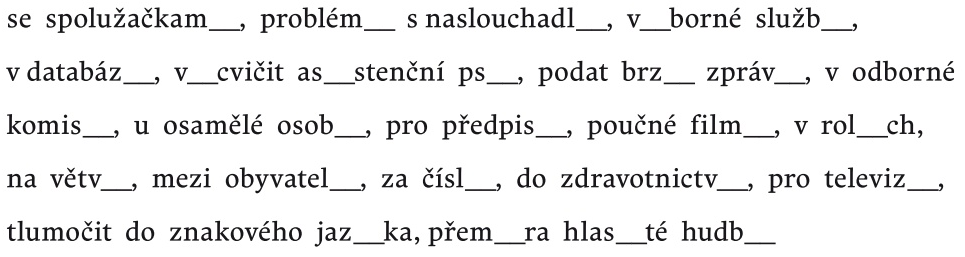 se spolužačkam__, problém__ s naslouchadl__, v__borné služb__,
v databáz__, v__cvičit as__stenční ps__, podat brz__ zpráv__, v odborné
komis__, u osamělé osob__, pro předpis__, poučné film__, v rol__ch,
na větv__, mezi obyvatel__, za čísl__, do zdravotnictv__, pro televiz__,
tlumočit do znakového jaz__ka, přem__ra hlas__té hudb__